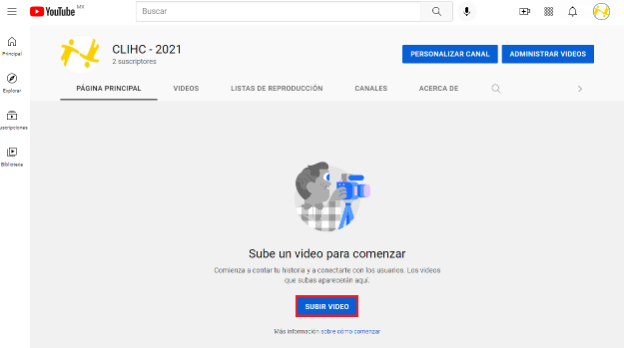 YouTube MX
Buscar
Principal
Explorar
uscripciones
Biblioteca
CLIHC - 2021
2 suscriptores
PERSONALIZAR CANAL
ADMINISTRAR VIDEOS
PÁGINA PRINCIPAL
VIDEOS
LISTAS DE REPRODUCCIÓN
CANALES
ACERCA DE
Sube un video para comenzar
Comienza a contar tu historia y a conectarte con los usuarios. Los videos
que subas aparecerán aquí.
SUBIR VIDEO
Más información sobre cómo comenzar